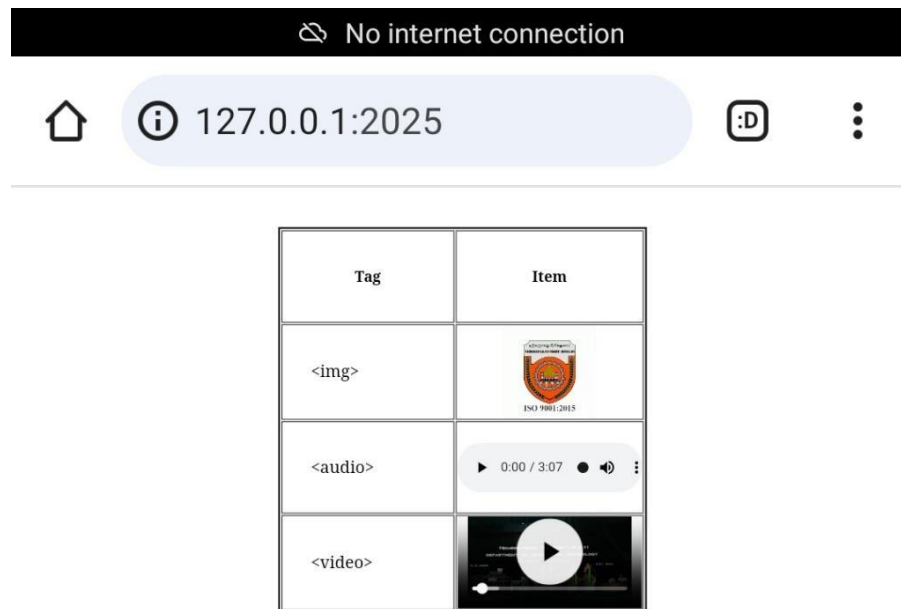 No internet connection
127.0.0.1:2025
:D
Tag
Item
<img>
ISO 9001:2015
<audio>
0:00 / 3:07
<video>